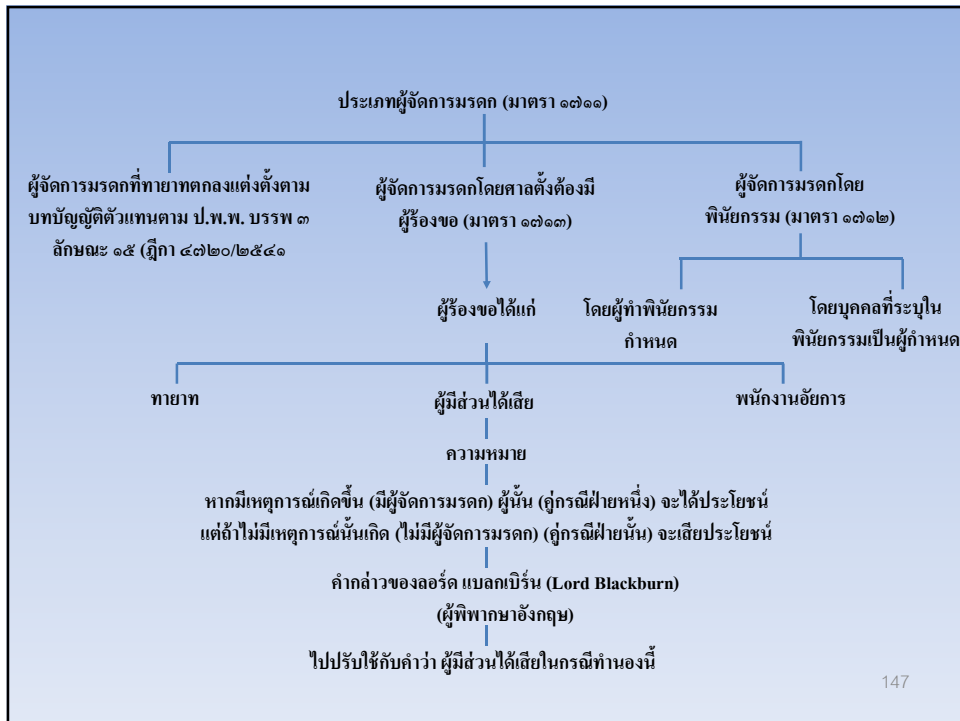 ประเภทผู้จัดการมรดก (มาตรา ๑๗๑๑)
ผู้จัดการมรดกที่ทายาทตกลงแต่งตั้งตาม
บทบัญญัติตัวแทนตาม ป.พ.พ. บรรพ ๓
ลักษณะ ๑๕ (ฎีกา ๔๗๒๐/๒๕๔๑
ผู้จัดการมรดกโดยศาลตั้งต้องมี
ผู้ร้องขอ (มาตรา ๑๗๑๓)
ผู้จัดการมรดกโดย
พินัยกรรม (มาตรา ๑๗๑๒)
ผู้ร้องขอได้แก่
โดยผู้ทำพินัยกรรม
กำหนด
โดยบุคคลที่ระบุใน
พินัยกรรมเป็นผู้กำหนด
ทายาท
ผู้มีส่วนได้เสีย
พนักงานอัยการ
ความหมาย
หากมีเหตุการณ์เกิดขึ้น (มีผู้จัดการมรดก) ผู้นั้น (คู่กรณีฝ่ายหนึ่ง) จะได้ประโยชน์
แต่ถ้าไม่มีเหตุการณ์นั้นเกิด (ไม่มีผู้จัดการมรดก) (คู่กรณีฝ่ายนั้น) จะเสียประโยชน์
คำกล่าวของลอร์ด แบลกเบิร์น (Lord Blackburn)
(ผู้พิพากษาอังกฤษ)
ไปปรับใช้กับคำว่า ผู้มีส่วนได้เสียในกรณีทำนองนี้
147